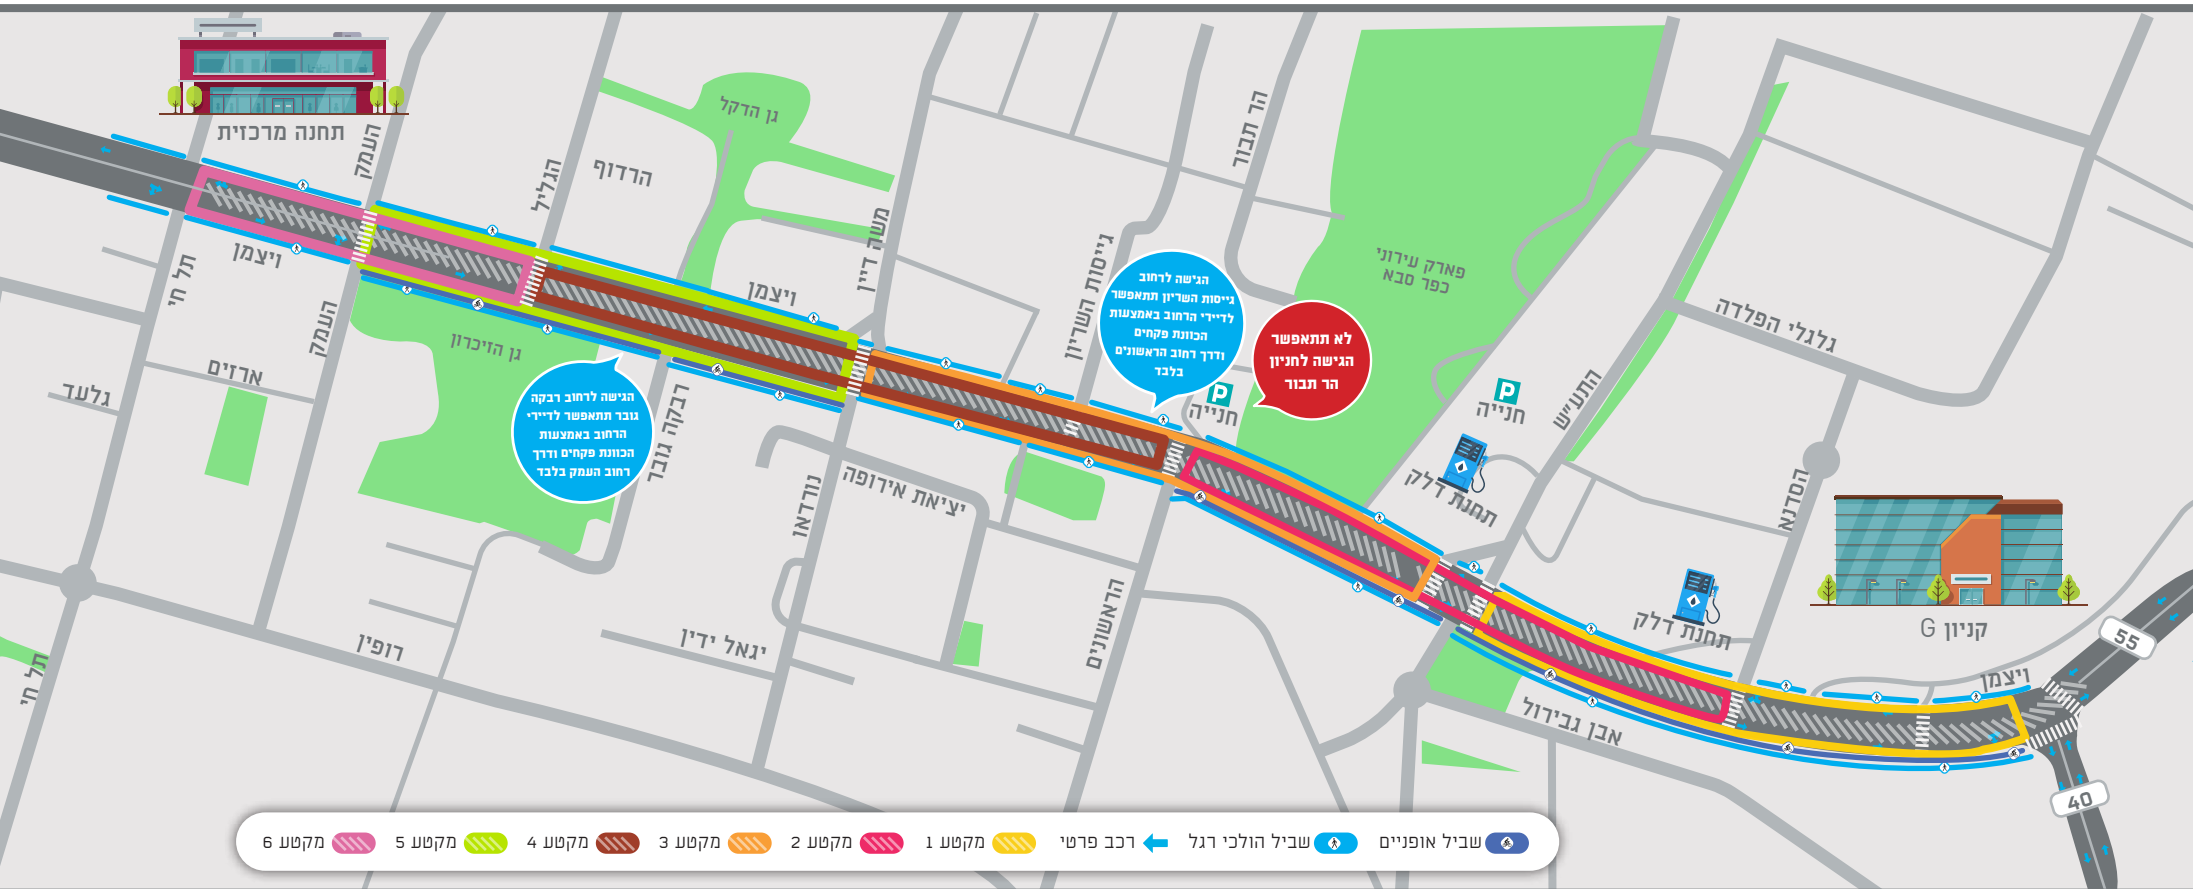 תחנה מרכזית
העמק
הגליל
הרדוף
גן הדקל
משה דיין
גייסות השריון
הר תבור
פארק עירוני
כפר סבא
גלגלי הפלדה
התע״ש
הסדנא
תל חי
ויצמן
העמק
ויצמן
גן הזיכרון
ארזים
גלעד
רבקה גובר
נורדאו
יציאת אירופה
הגישה לרחוב רבקה
גובר תתאפשר לדיירי
הרחוב באמצעות
הכוונת פקחים ודרך
רחוב העמק בלבד
הגישה לרחוב
גייסות השריון תתאפשר
לדיירי הרחוב באמצעות
הכוונת פקחים
ודרך רחוב הראשונים
בלבד
לא תתאפשר
הגישה לחניון
הר תבור
P
חנייה
P
חנייה
תחנת דלק
תחנת דלק
קניון G
ויצמן
55
40
אבן גבירול
הראשונים
יגאל ידין
רופין
תל חי
שביל אופניים
שביל הולכי רגל
רכב פרטי
מקטע 1
מקטע 2
מקטע 3
מקטע 4
מקטע 5
מקטע 6